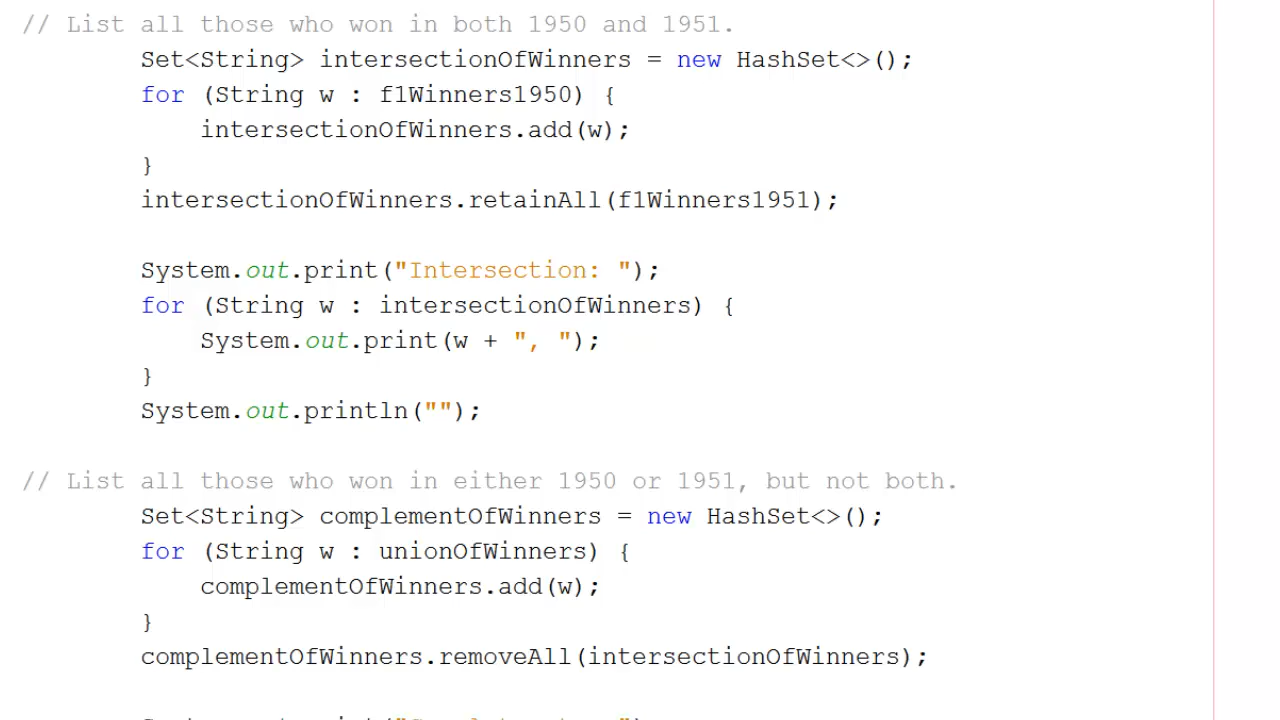 // List all those who won in both 1950 and 1951.
Set<String> intersectionOfWinners = new HashSet<>();
for (String w : f1Winners1950) {
intersectionOfWinners.add(w);
}
intersectionOfWinners.retainAll(f1Winners1951);
System.out.print("Intersection: ");
for (String w : intersectionOfWinners) {
System.out.print(w + ", ");
}
System.out.println("");
// List all those who won in either 1950 or 1951, but not both.
Set<String> complementOfWinners = new HashSet<>();
for (String w : unionOfWinners) {
complementOfWinners.add(w);
}
complementOfWinners.removeAll(intersectionOfWinners);